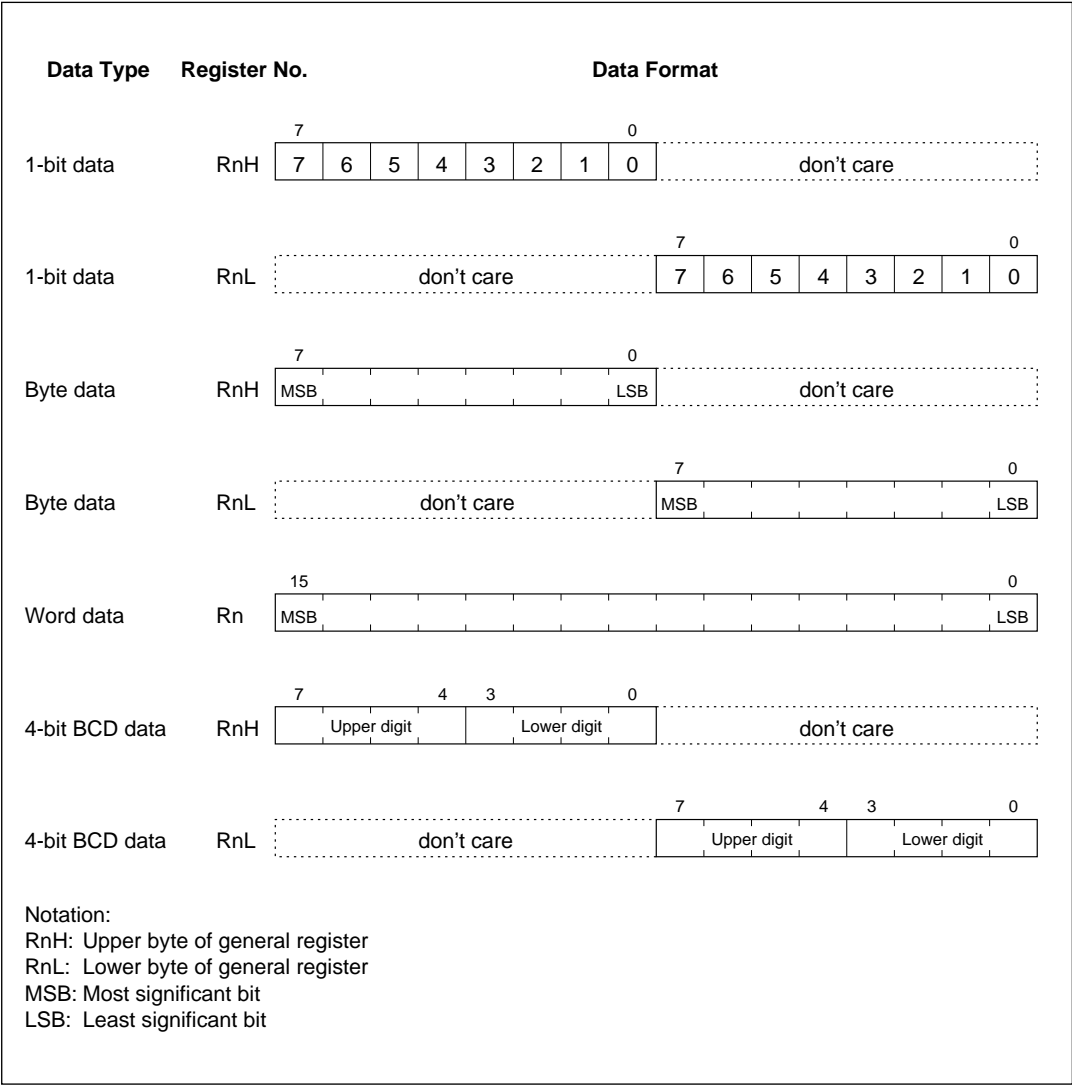 Data Type Register No. Data Format
7 0
1-bit data RnH 7 6 5 4 3 2 1 0 don't care
7 0
1-bit data RnL don't care 7 6 5 4 3 2 1 0
7 0
Byte data RnH MSB LSB don't care
7 0
Byte data RnL don't care MSB LSB
15 0
Word data Rn MSB LSB
7 4 3 0
4-bit BCD data RnH Upper digit Lower digit don't care
7 4 3 0
4-bit BCD data RnL don't care Upper digit Lower digit
Notation:
RnH: Upper byte of general register
RnL: Lower byte of general register
MSB: Most significant bit
LSB: Least significant bit